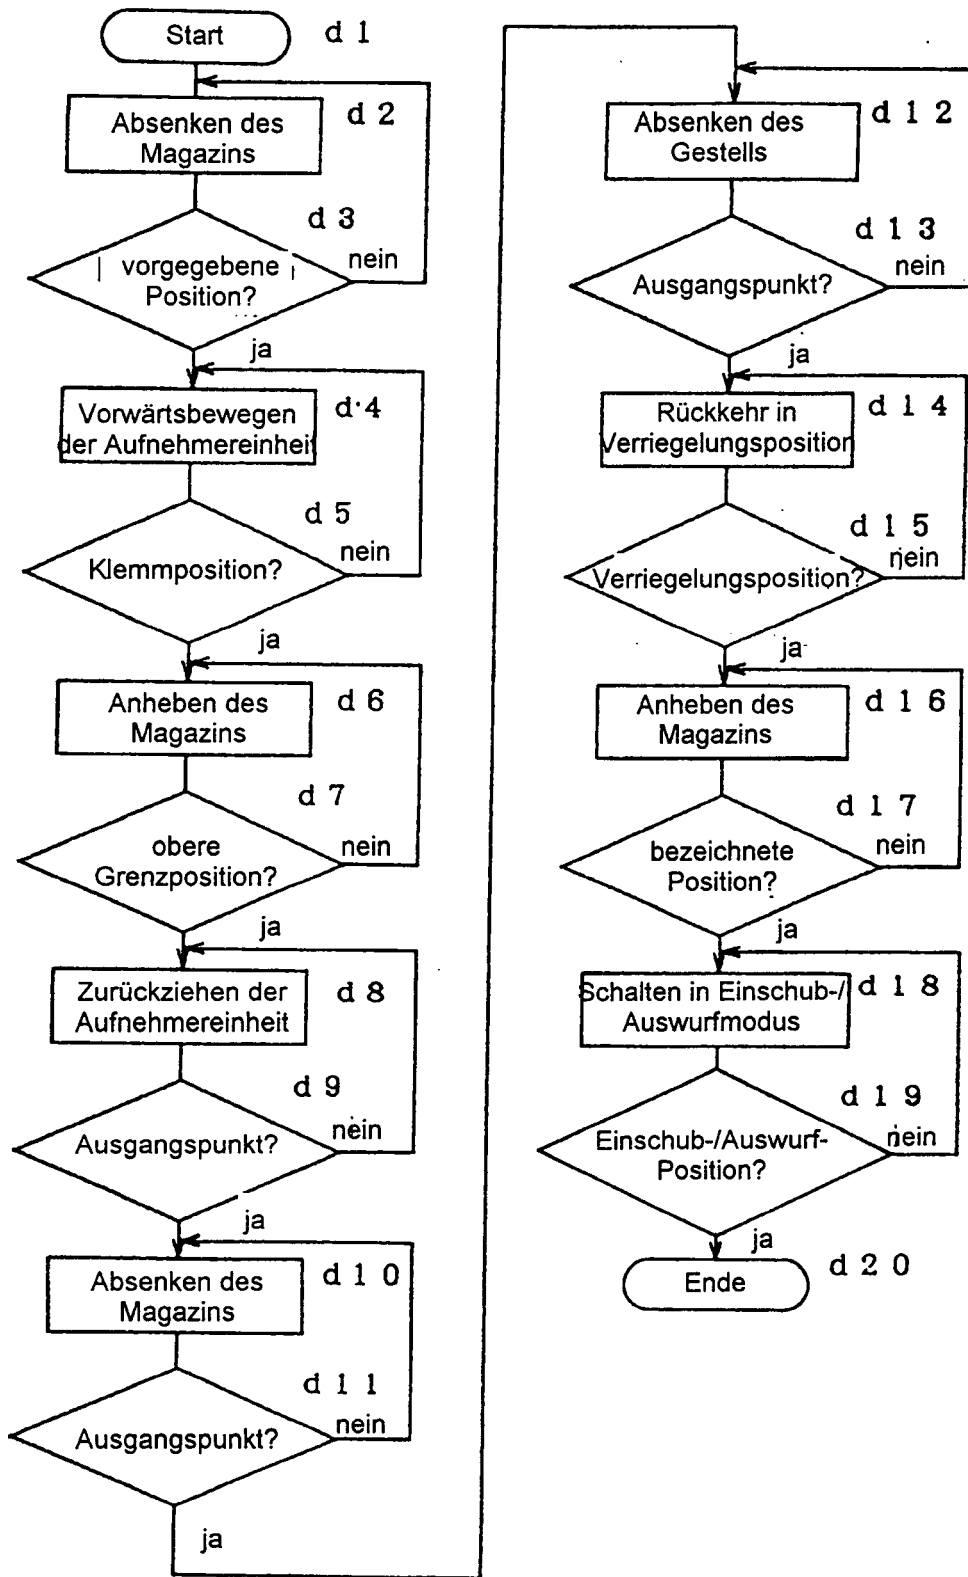 Start
d 1
Absenken des
Magazins
d 2
d 3
vorgegebene
Position?
nein
ja
Vorwärtsbewegen
der Aufnehmereinheit
d·4
d 5
Klemmposition?
nein
ja
Anheben des
Magazins
d 6
d 7
obere
Grenzposition?
nein
ja
Zurückziehen der
Aufnehmereinheit
d 8
d 9
Ausgangspunkt?
nein
ja
Absenken des
Magazins
d 1 0
d 1 1
Ausgangspunkt?
nein
ja
Absenken des
Gestells
d 1 2
d 1 3
Ausgangspunkt?
nein
ja
Rückkehr in
Verriegelungsposition
d 1 4
d 1 5
Verriegelungsposition?
nein
ja
Anheben des
Magazins
d 1 6
d 1 7
bezeichnete
Position?
nein
ja
Schalten in Einschub-/
Auswurfmodus
d 1 8
d 1 9
Einschub-/Auswurf-
Position?
nein
ja
Ende
d 2 0